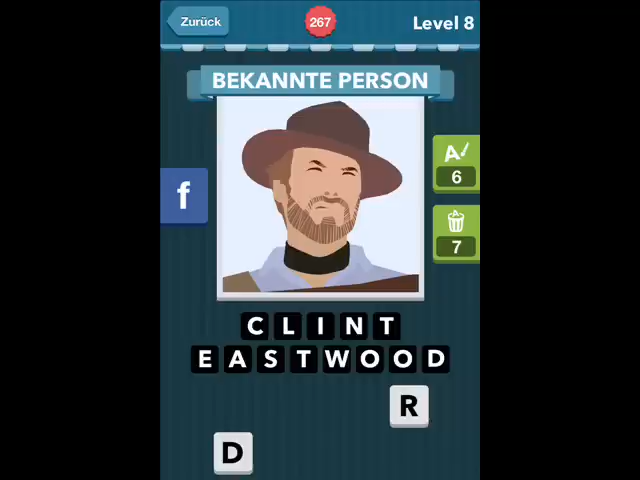 Zurück
267
Level 8
BEKANNTE PERSON
A
6
f
7
CLINT
EASTWOOD
R
D